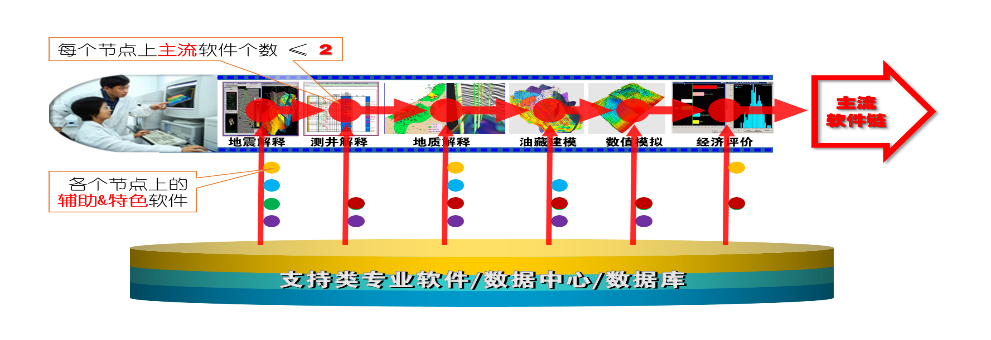 每个节点上主流软件个数 ≤ 2
地震解释 测井解释 地质解释 油藏建模 数值模拟 经济评价
主流
软件链
各个节点上的
辅助&特色软件
支持类专业软件/数据中心/数据库